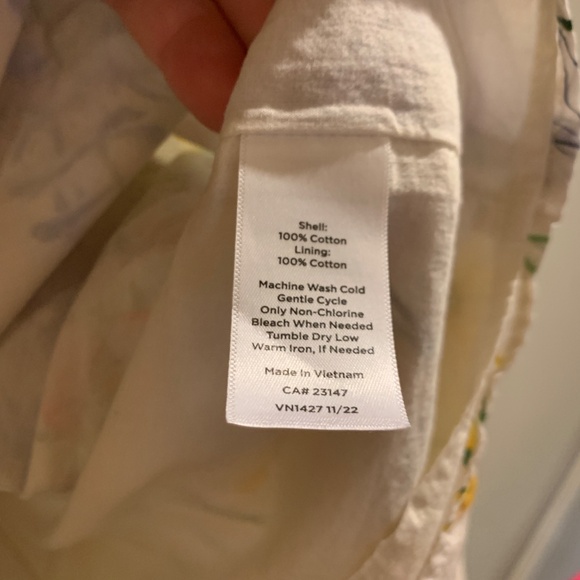 Shell:
100% Cotton
Lining:
100% Cotton
Machine Wash Cold
Gentle Cycle
Only Non-Chlorine
Bleach When Needed
Tumble Dry Low
Warm Iron, If Needed
Made In Vietnam
CA# 23147
VN1427 11/22